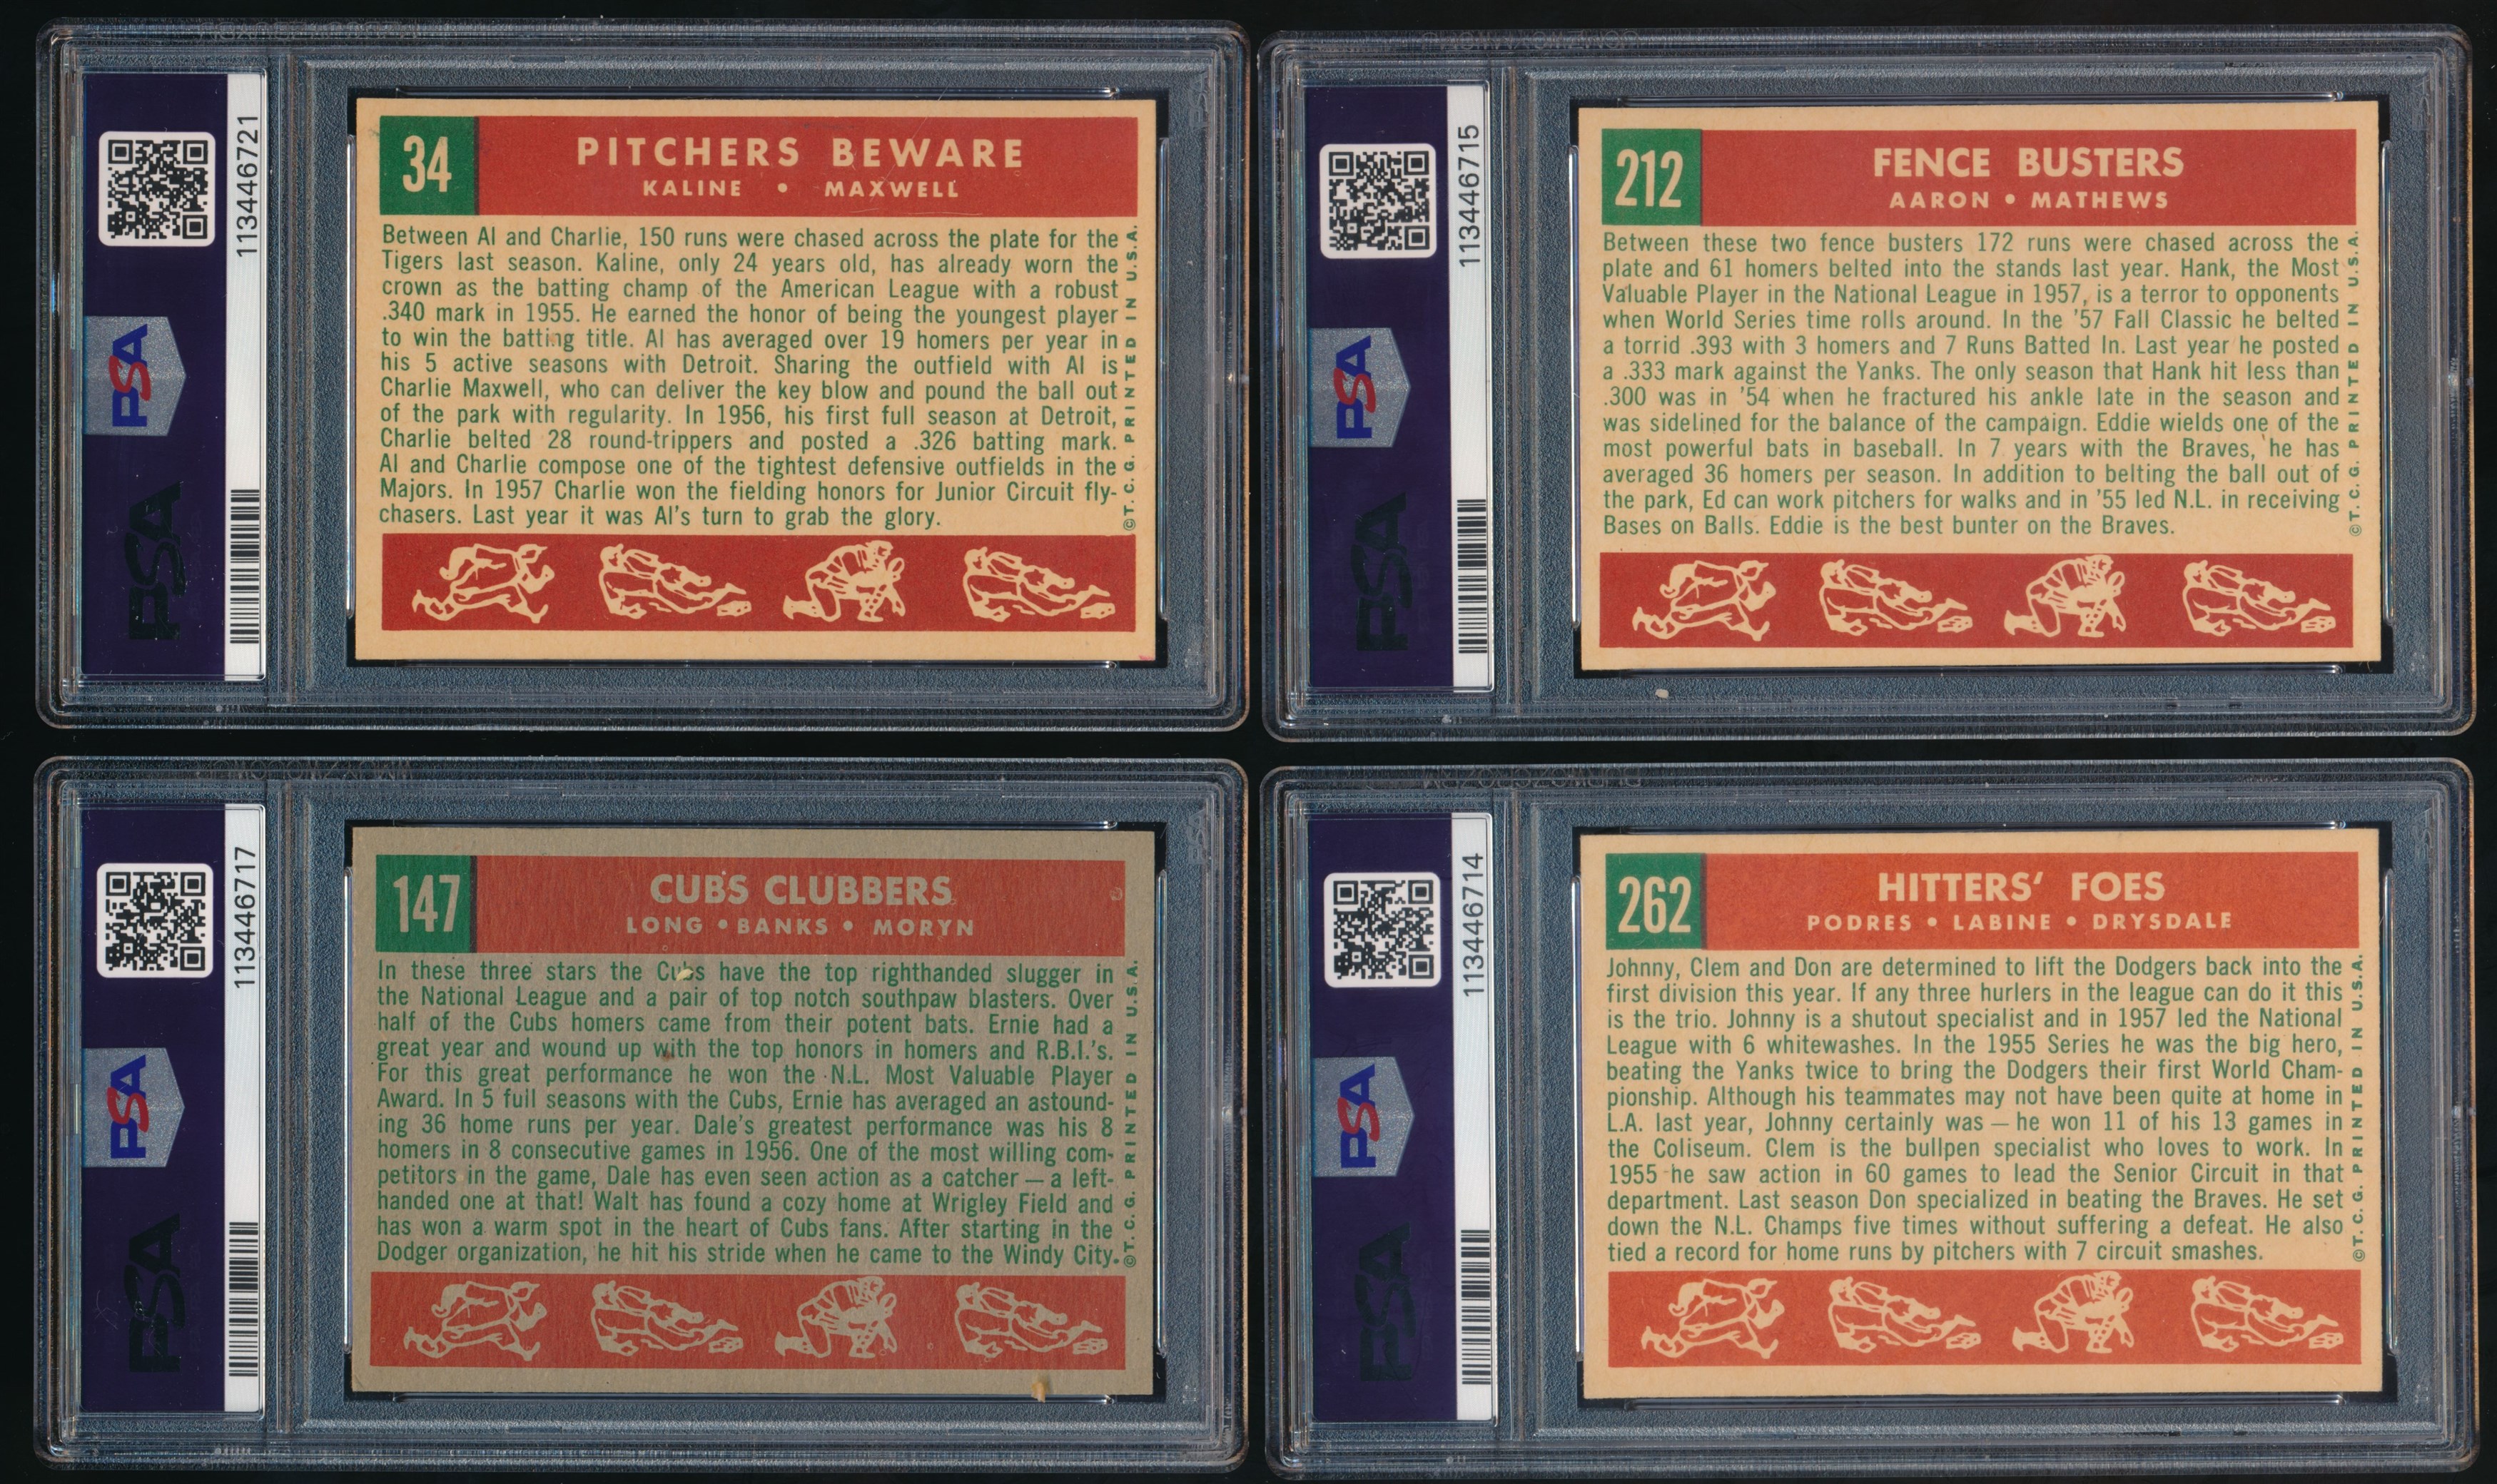 113446721
PSA
PSA
34
PITCHERS BEWARE
KALINE • MAXWELL
Between Al and Charlie, 150 runs were chased across the plate for the
Tigers last season. Kaline, only 24 years old, has already worn the
crown as the batting champ of the American League with a robust
.340 mark in 1955. He earned the honor of being the youngest player
to win the batting title. Al has averaged over 19 homers per year in
his 5 active seasons with Detroit. Sharing the outfield with Al is
Charlie Maxwell, who can deliver the key blow and pound the ball out
of the park with regularity. In 1956, his first full season at Detroit,
Charlie belted 28 round-trippers and posted a .326 batting mark.
Al and Charlie compose one of the tightest defensive outfields in the
Majors. In 1957 Charlie won the fielding honors for Junior Circuit fly-
chasers. Last year it was Al's turn to grab the glory.
©T.C.G. PRINTED IN U.S.A.
113446715
PSA
PSA
212
FENCE BUSTERS
AARON • MATHEWS
Between these two fence busters 172 runs were chased across the
plate and 61 homers belted into the stands last year. Hank, the Most
Valuable Player in the National League in 1957, is a terror to opponents
when World Series time rolls around. In the '57 Fall Classic he belted
a torrid .393 with 3 homers and 7 Runs Batted In. Last year he posted
a .333 mark against the Yanks. The only season that Hank hit less than
.300 was in '54 when he fractured his ankle late in the season and
was sidelined for the balance of the campaign. Eddie wields one of the
most powerful bats in baseball. In 7 years with the Braves, he has
averaged 36 homers per season. In addition to belting the ball out of
the park, Ed can work pitchers for walks and in '55 led N.L. in receiving
Bases on Balls. Eddie is the best bunter on the Braves.
©T.C.G. PRINTED IN U.S.A.
113446717
PSA
PSA
147
CUBS CLUBBERS
LONG • BANKS • MORYN
In these three stars the Cubs have the top righthanded slugger in
the National League and a pair of top notch southpaw blasters. Over
half of the Cubs homers came from their potent bats. Ernie had a
great year and wound up with the top honors in homers and R.B.I.'s.
For this great performance he won the N.L. Most Valuable Player
Award. In 5 full seasons with the Cubs, Ernie has averaged an astound-
ing 36 home runs per year. Dale's greatest performance was his 8
homers in 8 consecutive games in 1956. One of the most willing com-
petitors in the game, Dale has even seen action as a catcher — a left-
handed one at that! Walt has found a cozy home at Wrigley Field and
has won a warm spot in the heart of Cubs fans. After starting in the
Dodger organization, he hit his stride when he came to the Windy City.
©T.C.G. PRINTED IN U.S.A.
113446714
PSA
PSA
262
HITTERS' FOES
PODRES • LABINE • DRYSDALE
Johnny, Clem and Don are determined to lift the Dodgers back into the
first division this year. If any three hurlers in the league can do it this
is the trio. Johnny is a shutout specialist and in 1957 led the National
League with 6 whitewashes. In the 1955 Series he was the big hero,
beating the Yanks twice to bring the Dodgers their first World Cham-
pionship. Although his teammates may not have been quite at home in
L.A. last year, Johnny certainly was — he won 11 of his 13 games in
the Coliseum. Clem is the bullpen specialist who loves to work. In
1955 he saw action in 60 games to lead the Senior Circuit in that
department. Last season Don specialized in beating the Braves. He set
down the N.L. Champs five times without suffering a defeat. He also
tied a record for home runs by pitchers with 7 circuit smashes.
©T.C.G. PRINTED IN U.S.A.